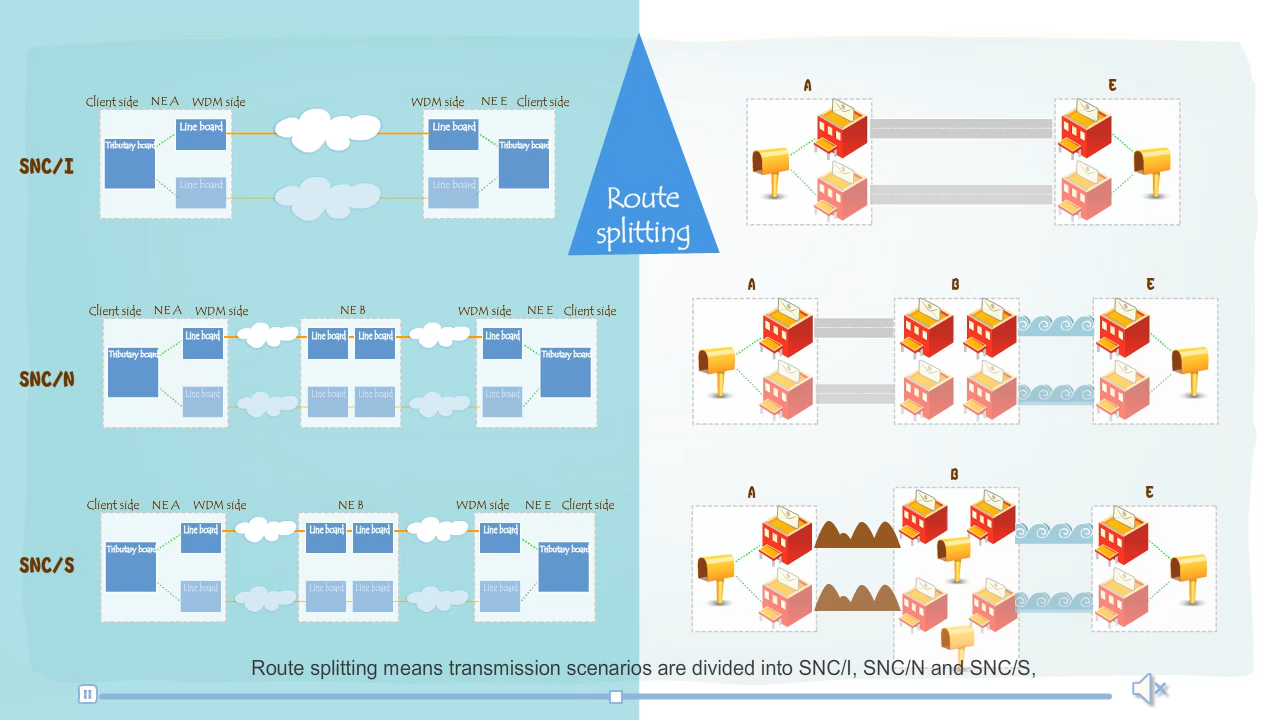 Client side NE A WDM side
WDM side NE E Client side
Line board
Tributary board
Line board
Line board
Tributary board
Line board
SNC/I
Route
splitting
A
E
Client side NE A WDM side
NE B
WDM side NE E Client side
Line board
Tributary board
Line board
Line board Line board
Line board Line board
Line board
Tributary board
Line board
SNC/N
A
B
E
Client side NE A WDM side
NE B
WDM side NE E Client side
Line board
Tributary board
Line board
Line board Line board
Line board Line board
Line board
Tributary board
Line board
SNC/S
A
B
E
Route splitting means transmission scenarios are divided into SNC/I, SNC/N and SNC/S,